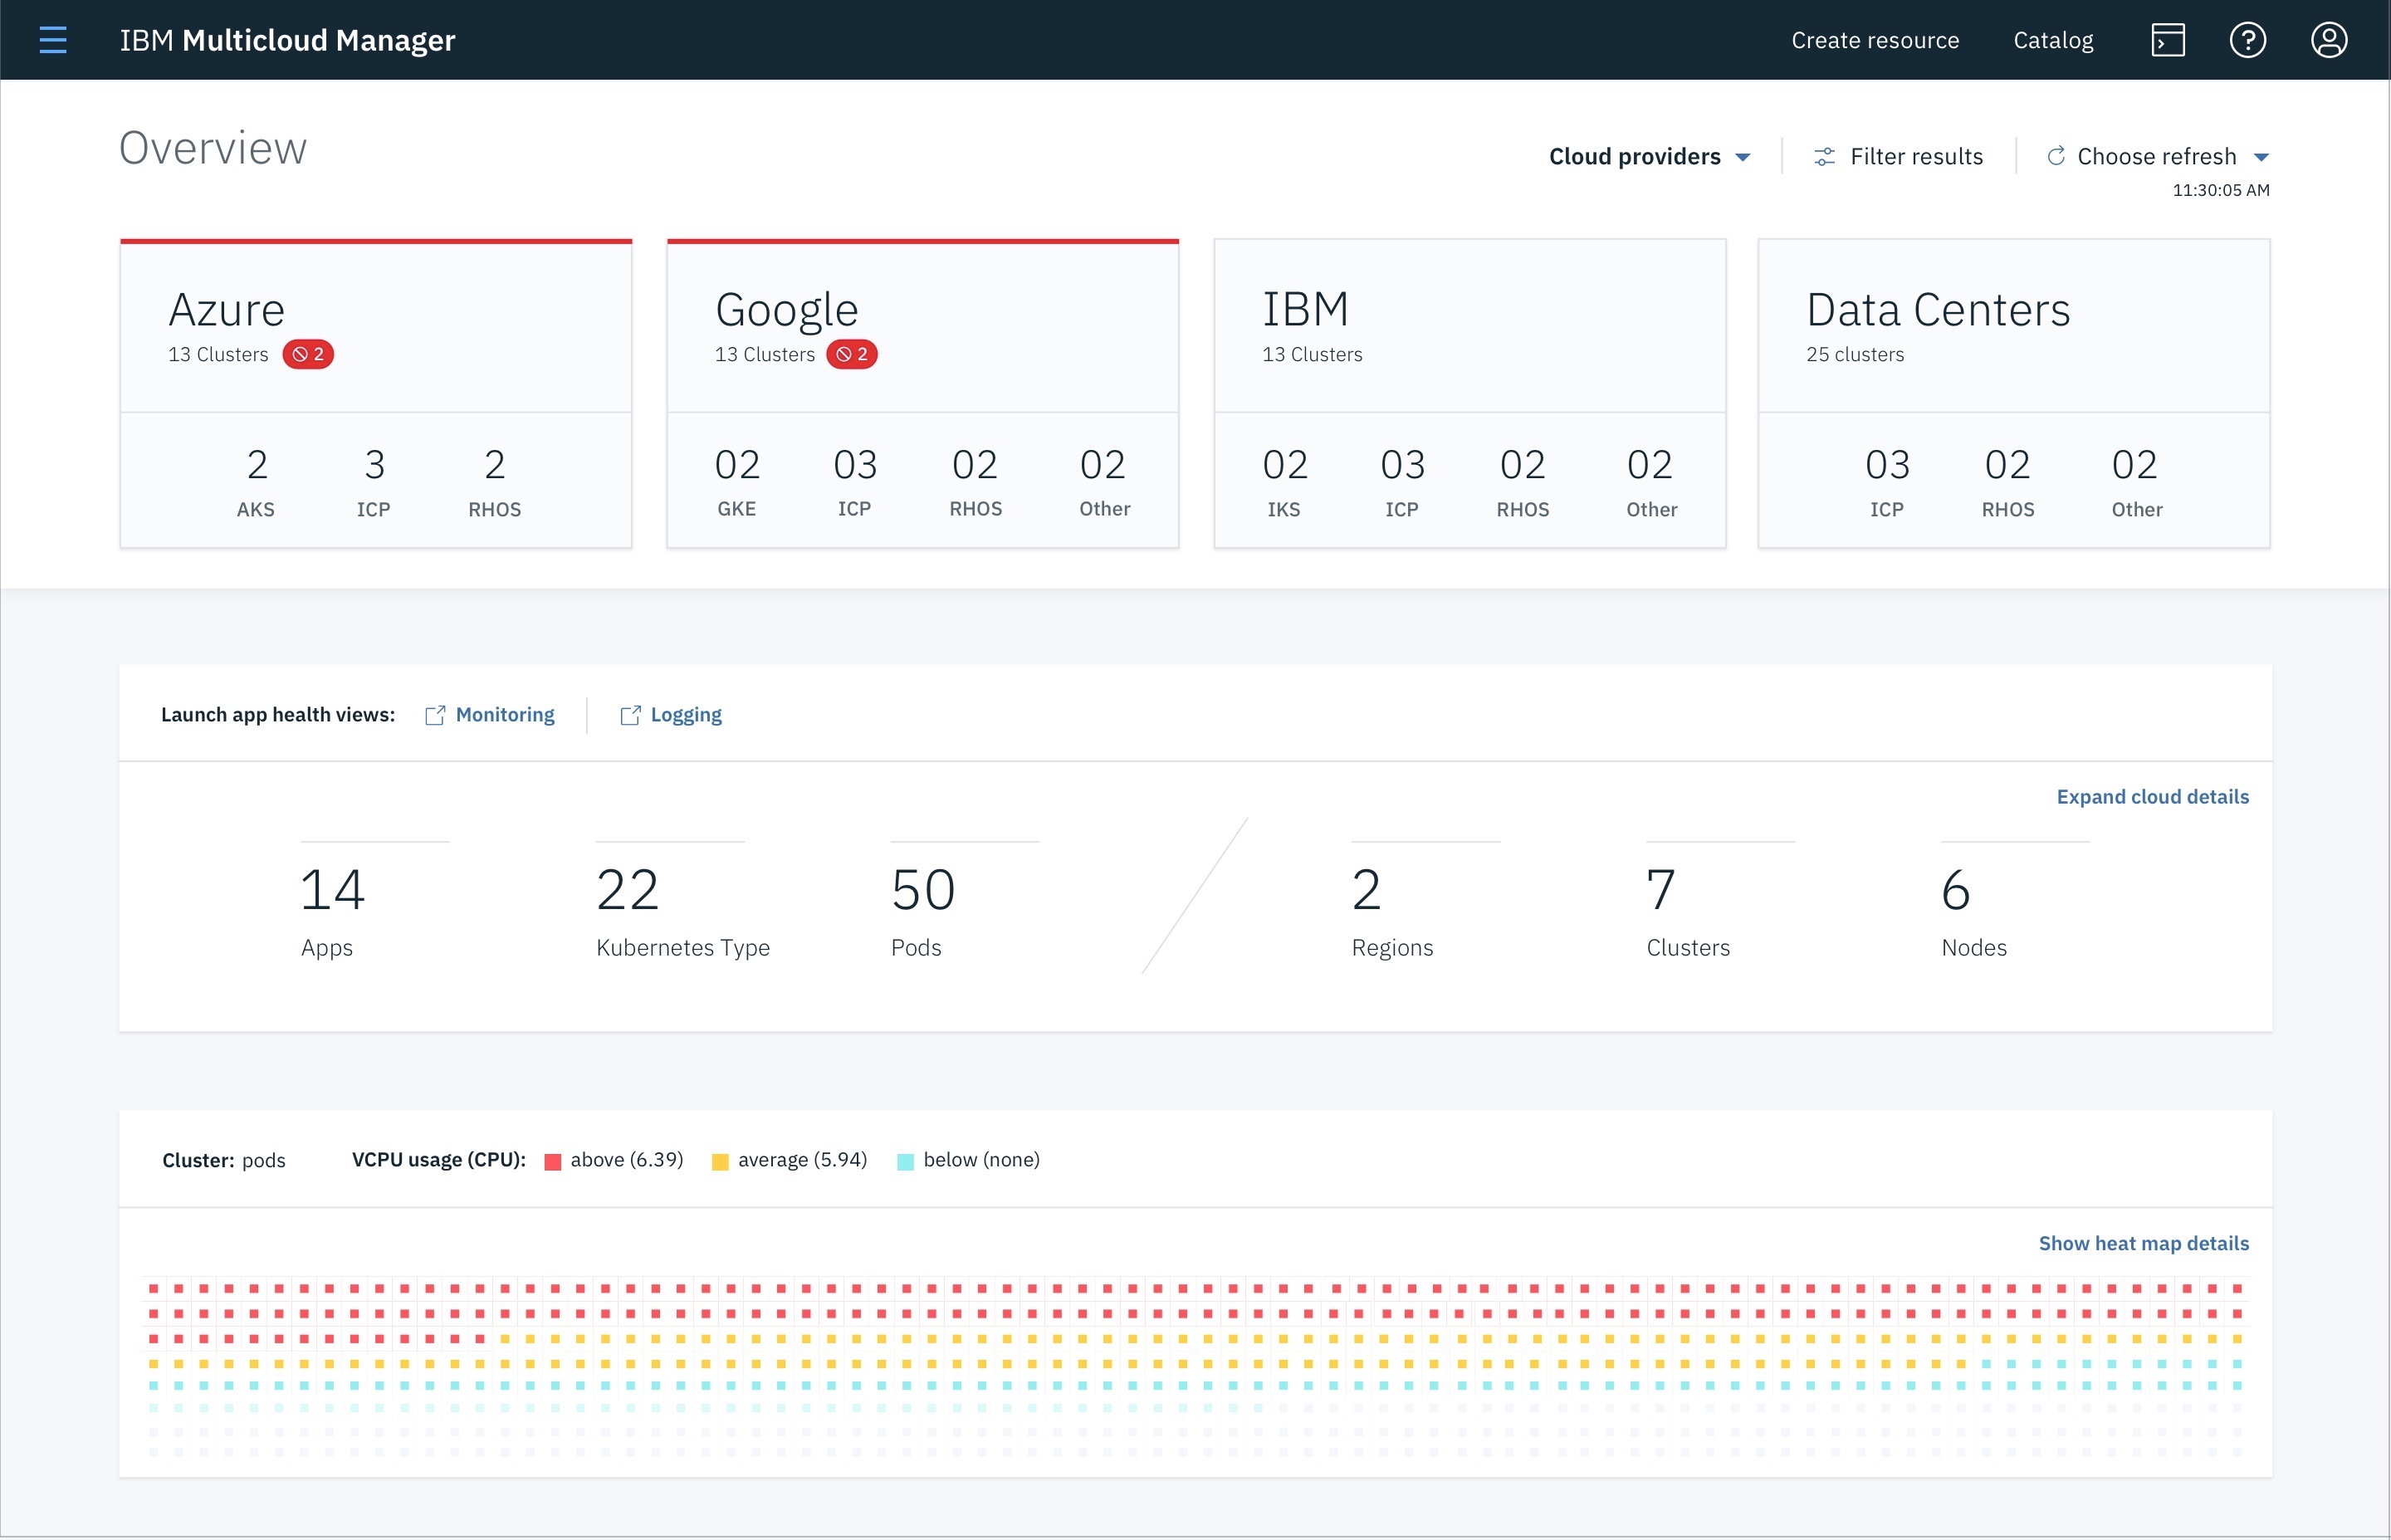 IBM Multicloud Manager
Create resource
Catalog
Overview
Cloud providers
Filter results
Choose refresh
11:30:05 AM
Azure
13 Clusters 2
2 3 2
AKS ICP RHOS
Google
13 Clusters 2
02 03 02 02
GKE ICP RHOS Other
IBM
13 Clusters
02 03 02 02
IKS ICP RHOS Other
Data Centers
25 clusters
03 02 02
ICP RHOS Other
Launch app health views: Monitoring Logging
Expand cloud details
14 22 50 2 7 6
Apps Kubernetes Type Pods Regions Clusters Nodes
Cluster: pods VCPU usage (CPU): above (6.39) average (5.94) below (none)
Show heat map details